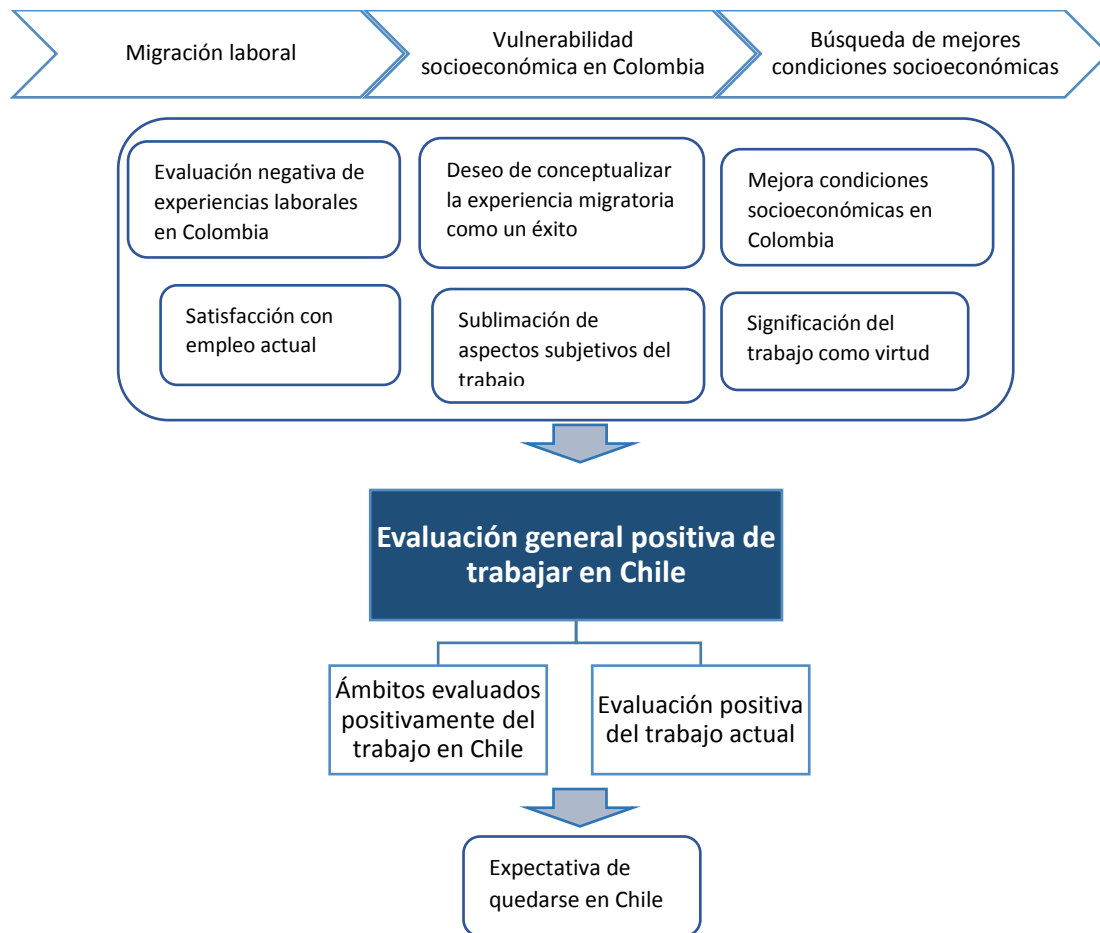 Migración laboral
Vulnerabilidad
socioeconómica en Colombia
Búsqueda de mejores
condiciones socioeconómicas
Evaluación negativa de
experiencias laborales
en Colombia
Deseo de conceptualizar
la experiencia migratoria
como un éxito
Mejora condiciones
socioeconómicas en
Colombia
Satisfacción con
empleo actual
Sublimación de
aspectos subjetivos del
trabajo
Significación del
trabajo como virtud
Evaluación general positiva de
trabajar en Chile
Ámbitos evaluados
positivamente del
trabajo en Chile
Evaluación positiva
del trabajo actual
Expectativa de
quedarse en Chile